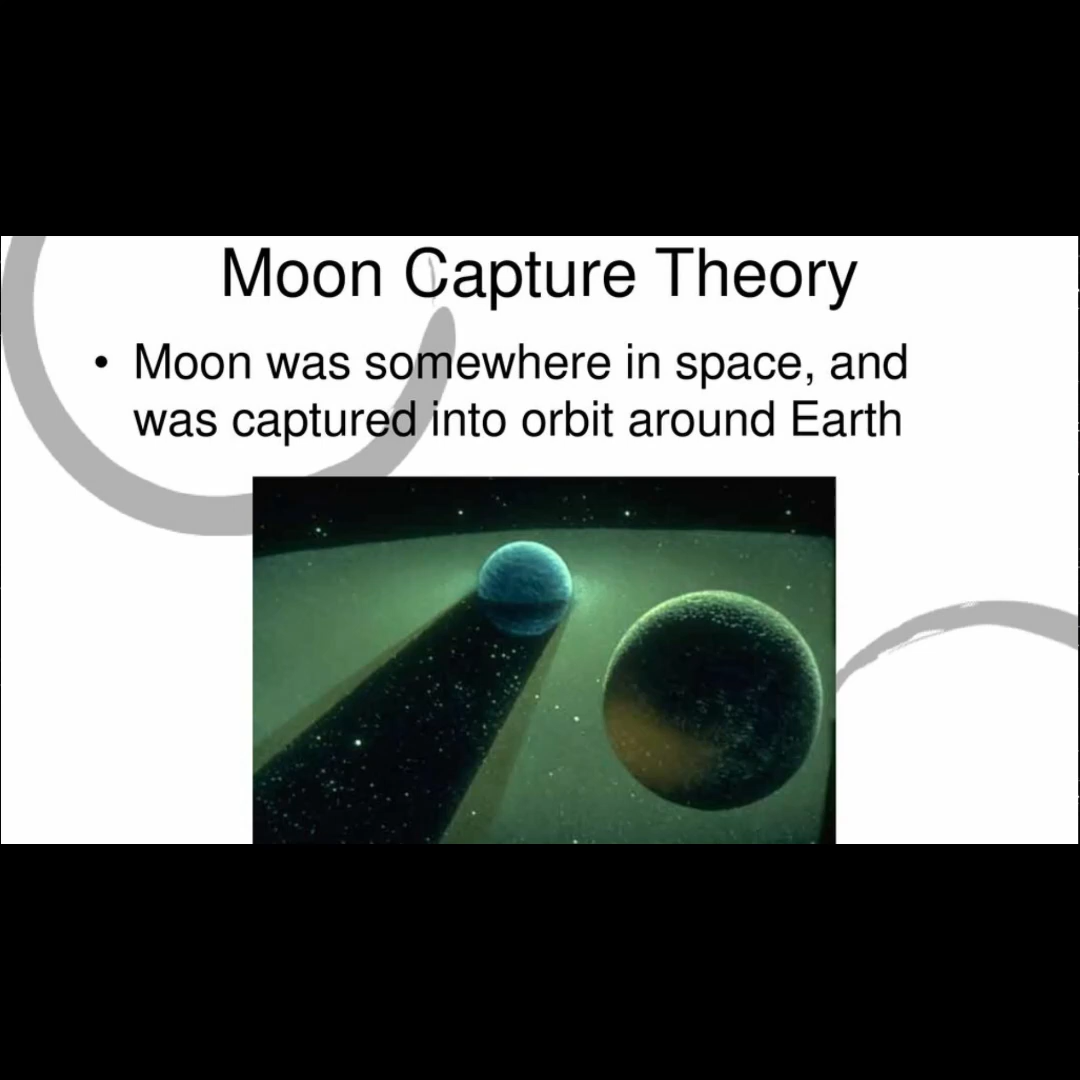 Moon Capture Theory
• Moon was somewhere in space, and
was captured into orbit around Earth